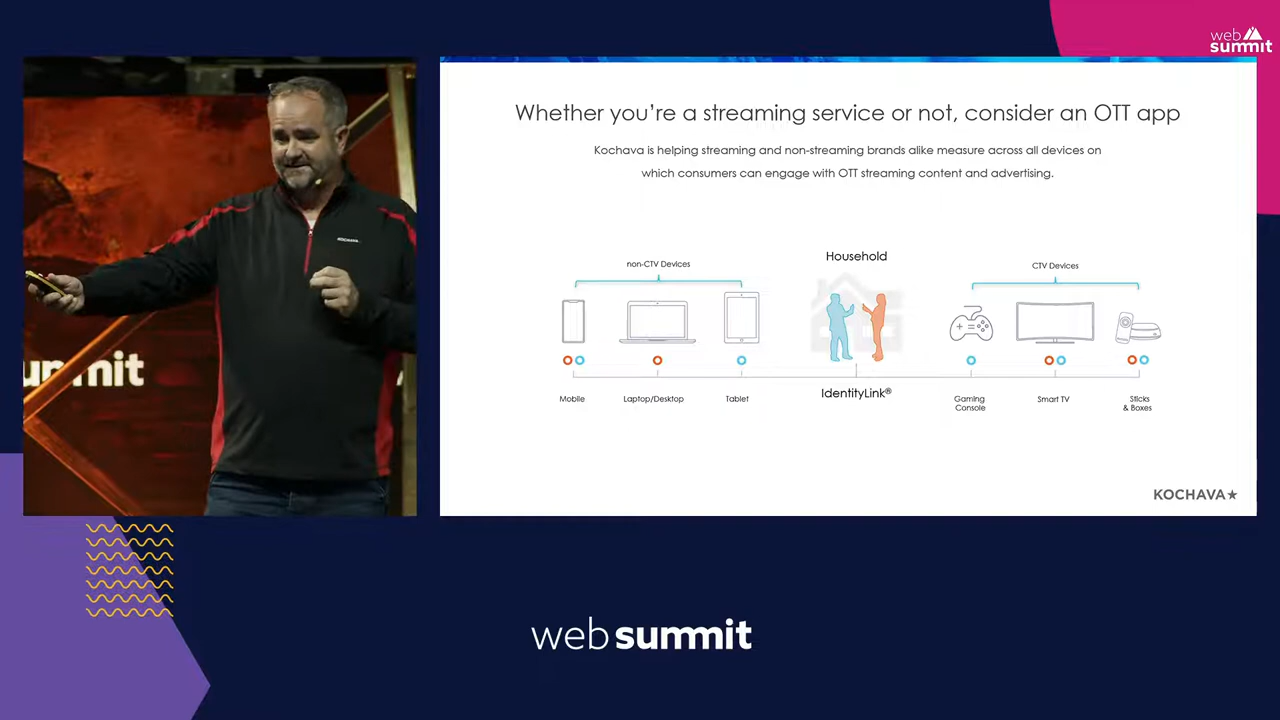 web
summit
Whether you're a streaming service or not, consider an OTT app
Kochava is helping streaming and non-streaming brands alike measure across all devices on
which consumers can engage with OTT streaming content and advertising.
Household
non-CTV Devices
CTV Devices
IdentityLink®
Mobile
Laptop/Desktop
Tablet
Gaming
Console
Smart TV
Sticks
& Boxes
KOCHAVA★
KOCHAVA
ummit
web summit